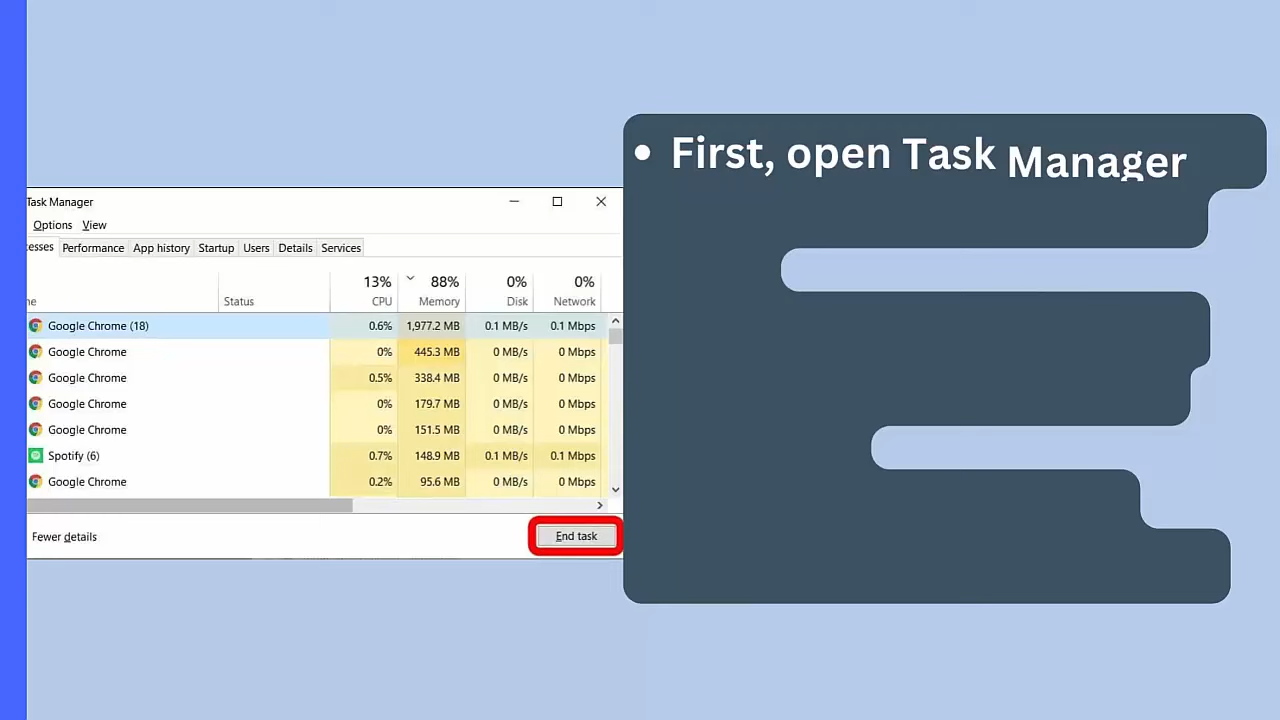 First, open Task Manager
Task Manager
Options View
esses Performance App history Startup Users Details Services
13% 88% 0% 0%
ne Status CPU Memory Disk Network
Google Chrome (18) 0.6% 1,977.2 MB 0.1 MB/s 0.1 Mbps
Google Chrome 0% 445.3 MB 0 MB/s 0 Mbps
Google Chrome 0.5% 338.4 MB 0 MB/s 0 Mbps
Google Chrome 0% 179.7 MB 0 MB/s 0 Mbps
Google Chrome 0% 151.5 MB 0 MB/s 0 Mbps
Spotify (6) 0.7% 148.9 MB 0.1 MB/s 0.1 Mbps
Google Chrome 0.2% 95.6 MB 0 MB/s 0 Mbps
Fewer details End task